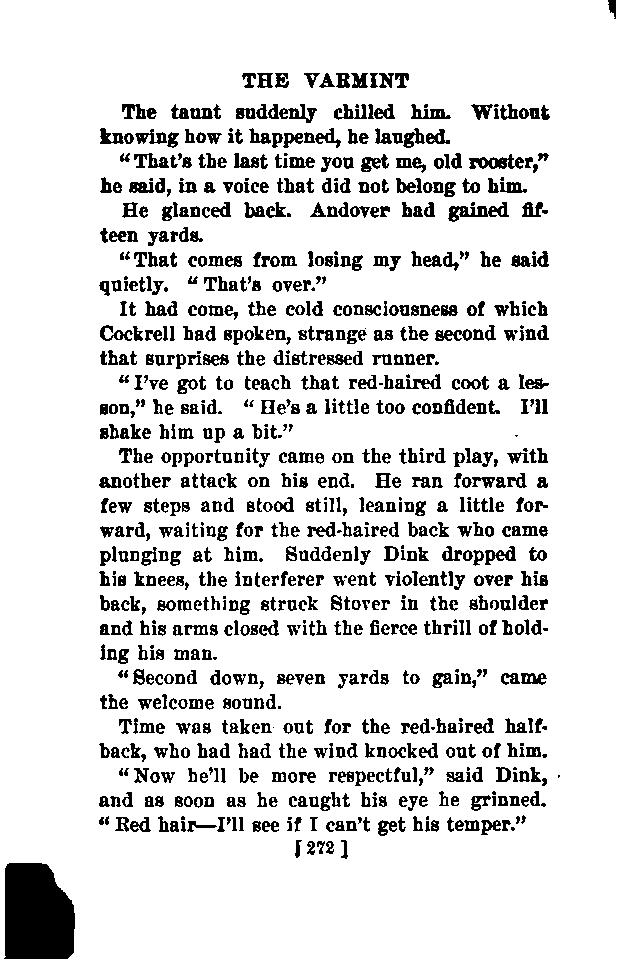 THE VARMINT
The taunt suddenly chilled him. Without
knowing how it happened, he laughed.
"That's the last time you get me, old rooster,"
he said, in a voice that did not belong to him.
He glanced back. Andover had gained fif-
teen yards.
"That comes from losing my head," he said
quietly. "That's over."
It had come, the cold consciousness of which
Cockrell had spoken, strange as the second wind
that surprises the distressed runner.
"I've got to teach that red-haired coot a les-
son," he said. "He's a little too confident. I'll
shake him up a bit."
The opportunity came on the third play, with
another attack on his end. He ran forward a
few steps and stood still, leaning a little for-
ward, waiting for the red-haired back who came
plunging at him. Suddenly Dink dropped to
his knees, the interferer went violently over his
back, something struck Stover in the shoulder
and his arms closed with the fierce thrill of hold-
ing his man.
"Second down, seven yards to gain," came
the welcome sound.
Time was taken out for the red-haired half-
back, who had had the wind knocked out of him.
"Now he'll be more respectful," said Dink,
and as soon as he caught his eye he grinned.
"Red hair—I'll see if I can't get his temper."
[272]